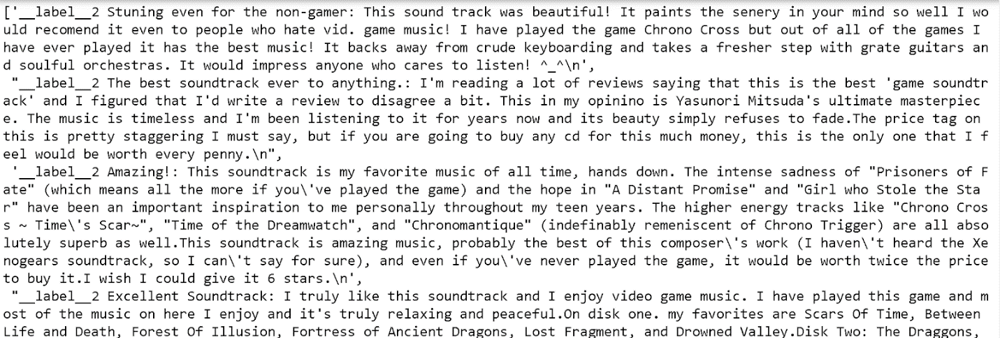 ['__label__2 Stuning even for the non-gamer: This sound track was beautiful! It paints the senery in your mind so well I wo
uld recomend it even to people who hate vid. game music! I have played the game Chrono Cross but out of all of the games I
have ever played it has the best music! It backs away from crude keyboarding and takes a fresher step with grate guitars an
d soulful orchestras. It would impress anyone who cares to listen! ^_^\n',
"__label__2 The best soundtrack ever to anything.: I'm reading a lot of reviews saying that this is the best 'game soundtr
ack' and I figured that I'd write a review to disagree a bit. This in my opinino is Yasunori Mitsuda's ultimate masterpiec
e. The music is timeless and I'm been listening to it for years now and its beauty simply refuses to fade.The price tag on
this is pretty staggering I must say, but if you are going to buy any cd for this much money, this is the only one that I f
eel would be worth every penny.\n",
'__label__2 Amazing!: This soundtrack is my favorite music of all time, hands down. The intense sadness of "Prisoners of F
ate" (which means all the more if you\'ve played the game) and the hope in "A Distant Promise" and "Girl who Stole the Sta
r" have been an important inspiration to me personally throughout my teen years. The higher energy tracks like "Chrono Cros
s ~ Time\'s Scar~", "Time of the Dreamwatch", and "Chronomantique" (indefinably remeniscent of Chrono Trigger) are all abso
lutely superb as well.This soundtrack is amazing music, probably the best of this composer\'s work (I haven\'t heard the Xe
nogears soundtrack, so I can\'t say for sure), and even if you\'ve never played the game, it would be worth twice the price
to buy it.I wish I could give it 6 stars.\n',
"__label__2 Excellent Soundtrack: I truly like this soundtrack and I enjoy video game music. I have played this game and m
ost of the music on here I enjoy and it's truly relaxing and peaceful.On disk one. my favorites are Scars Of Time, Between
Life and Death, Forest Of Illusion, Fortress of Ancient Dragons, Lost Fragment, and Drowned Valley.Disk Two: The Draggons,